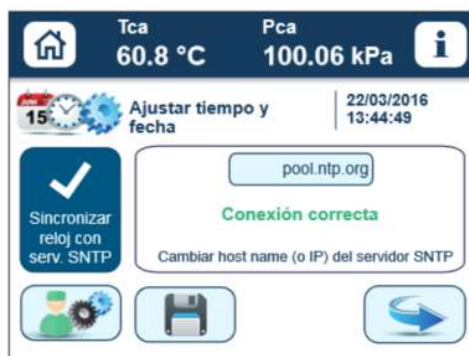 Tca
60.8 °C
Pca
100.06 kPa
i
JUNE
15
Ajustar tiempo y
fecha
22/03/2016
13:44:49
Sincronizar
reloj con
serv. SNTP
pool.ntp.org
Conexión correcta
Cambiar host name (o IP) del servidor SNTP